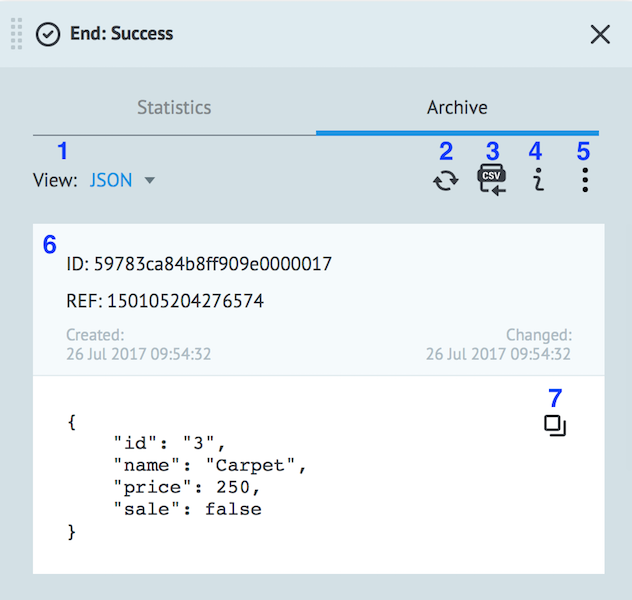 End: Success
Statistics Archive
1 2 3 4 5
View: JSON CSV
6
ID: 59783ca84b8ff909e0000017
REF: 150105204276574
Created: Changed:
26 Jul 2017 09:54:32 26 Jul 2017 09:54:32
7
{
    "id": "3",
    "name": "Carpet",
    "price": 250,
    "sale": false
}